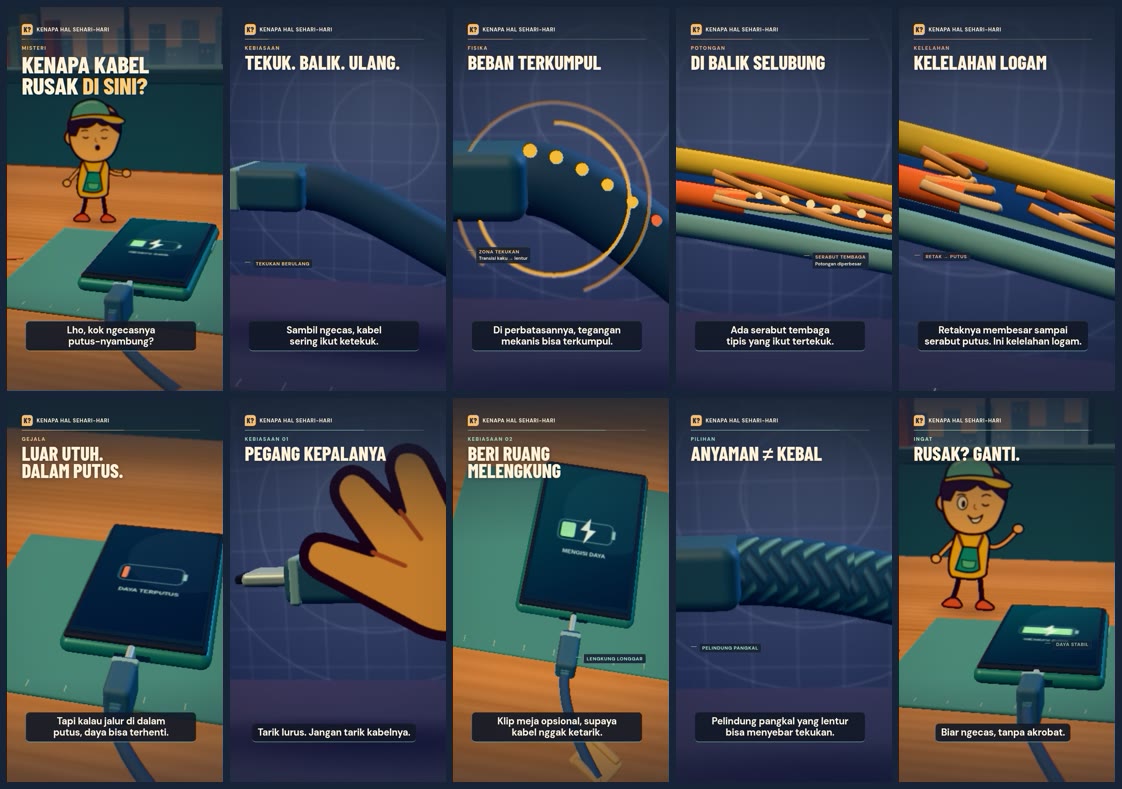 K? KENAPA HAL SEHARI-HARI
MISTERI
KENAPA KABEL
RUSAK DI SINI?
Lho, kok ngecasnya
putus-nyambung?
K? KENAPA HAL SEHARI-HARI
KEBIASAAN
TEKUK. BALIK. ULANG.
TEKUKAN BERULANG
Sambil ngecas, kabel
sering ikut ketekuk.
K? KENAPA HAL SEHARI-HARI
FISIKA
BEBAN TERKUMPUL
ZONA TEKUKAN
Transisi kaku → lentur
Di perbatasannya, tegangan
mekanis bisa terkumpul.
K? KENAPA HAL SEHARI-HARI
POTONGAN
DI BALIK SELUBUNG
SERABUT TEMBAGA
Potongan diperbesar
Ada serabut tembaga
tipis yang ikut tertekuk.
K? KENAPA HAL SEHARI-HARI
KELELAHAN
KELELAHAN LOGAM
RETAK → PUTUS
Retaknya membesar sampai
serabut putus. Ini kelelahan logam.
K? KENAPA HAL SEHARI-HARI
GEJALA
LUAR UTUH.
DALAM PUTUS.
DAYA TERPUTUS
Tapi kalau jalur di dalam
putus, daya bisa terhenti.
K? KENAPA HAL SEHARI-HARI
KEBIASAAN 01
PEGANG KEPALANYA
Tarik lurus. Jangan tarik kabelnya.
K? KENAPA HAL SEHARI-HARI
KEBIASAAN 02
BERI RUANG
MELENGKUNG
MENGISI DAYA
LENGKUNG LONGGAR
Klip meja opsional, supaya
kabel nggak ketarik.
K? KENAPA HAL SEHARI-HARI
PILIHAN
ANYAMAN ≠ KEBAL
PELINDUNG PANGKAL
Pelindung pangkal yang lentur
bisa menyebar tekukan.
K? KENAPA HAL SEHARI-HARI
INGAT
RUSAK? GANTI.
DAYA STABIL
Biar ngecas, tanpa akrobat.